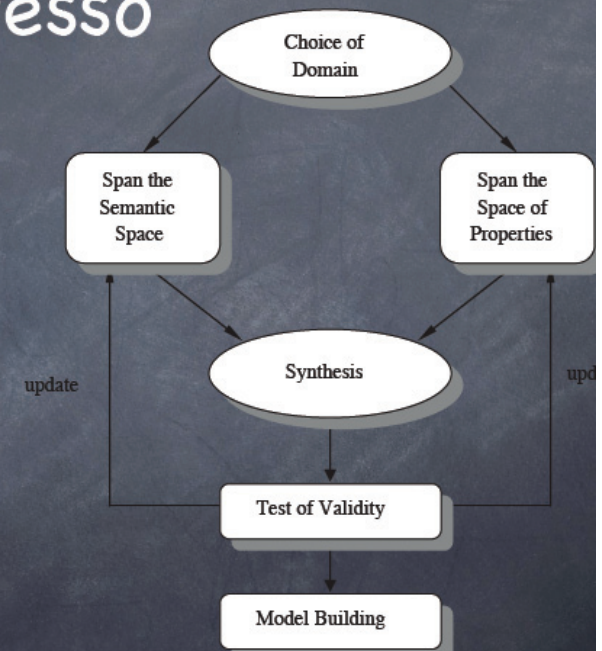 esso
Choice of
Domain
Span the
Semantic
Space
Span the
Space of
Properties
Synthesis
update
upd
Test of Validity
Model Building